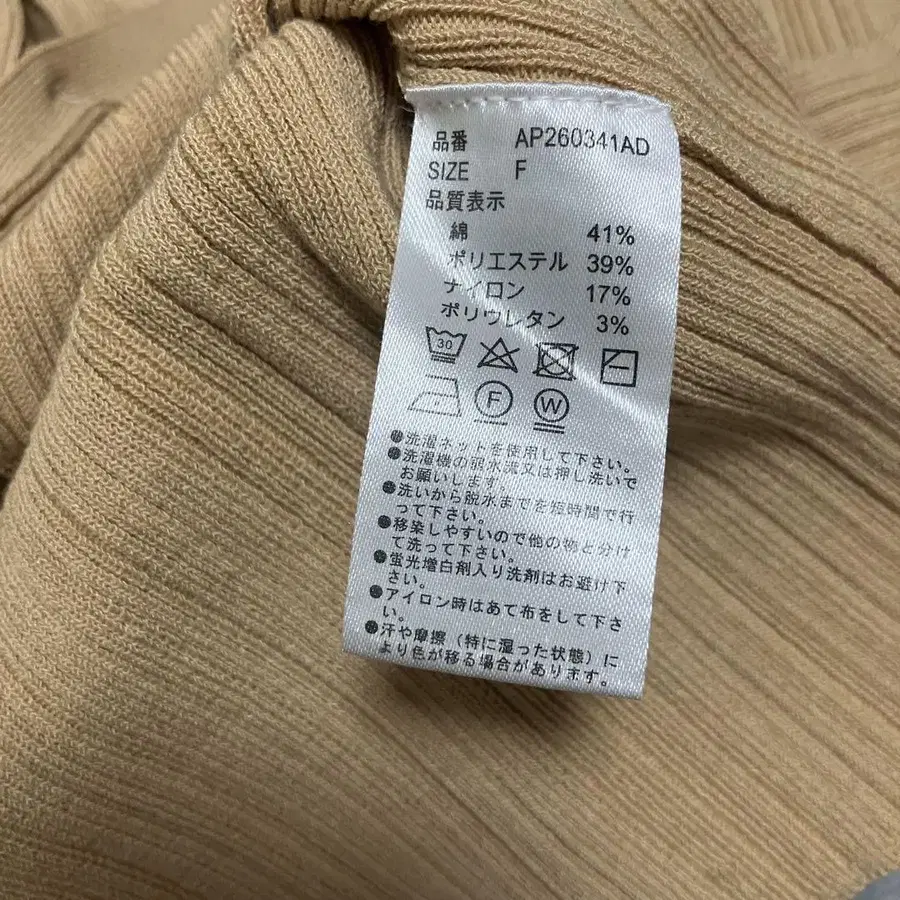 品番 AP260341AD
SIZE F
品質表示
綿 41%
ポリエステル 39%
ナイロン 17%
ポリウレタン 3%
30
F W
●洗濯ネットを使用して下さい。
●洗濯機の弱水流又は押し洗いで
お願いします。
●洗いから脱水までを短時間で行
って下さい。
●移染しやすいので他の物と分け
て洗って下さい。
●蛍光増白剤入り洗剤はお避け下
さい。
●アイロン時はあて布をして下さ
い。
●汗や摩擦(特に湿った状態)に
より色が移る場合があります。